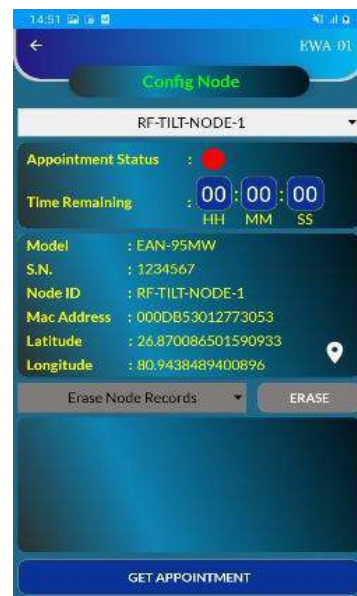 14:51
EWA 01
Config Node
RF-TILT-NODE-1
Appointment Status :
Time Remaining : 00 : 00 : 00
HH MM SS
Model : EAN-95MW
S.N. : 1234567
Node ID : RF-TILT-NODE-1
Mac Address : 000DB53012773053
Latitude : 26.870086501590933
Longitude : 80.9438489400896
Erase Node Records ERASE
GET APPOINTMENT